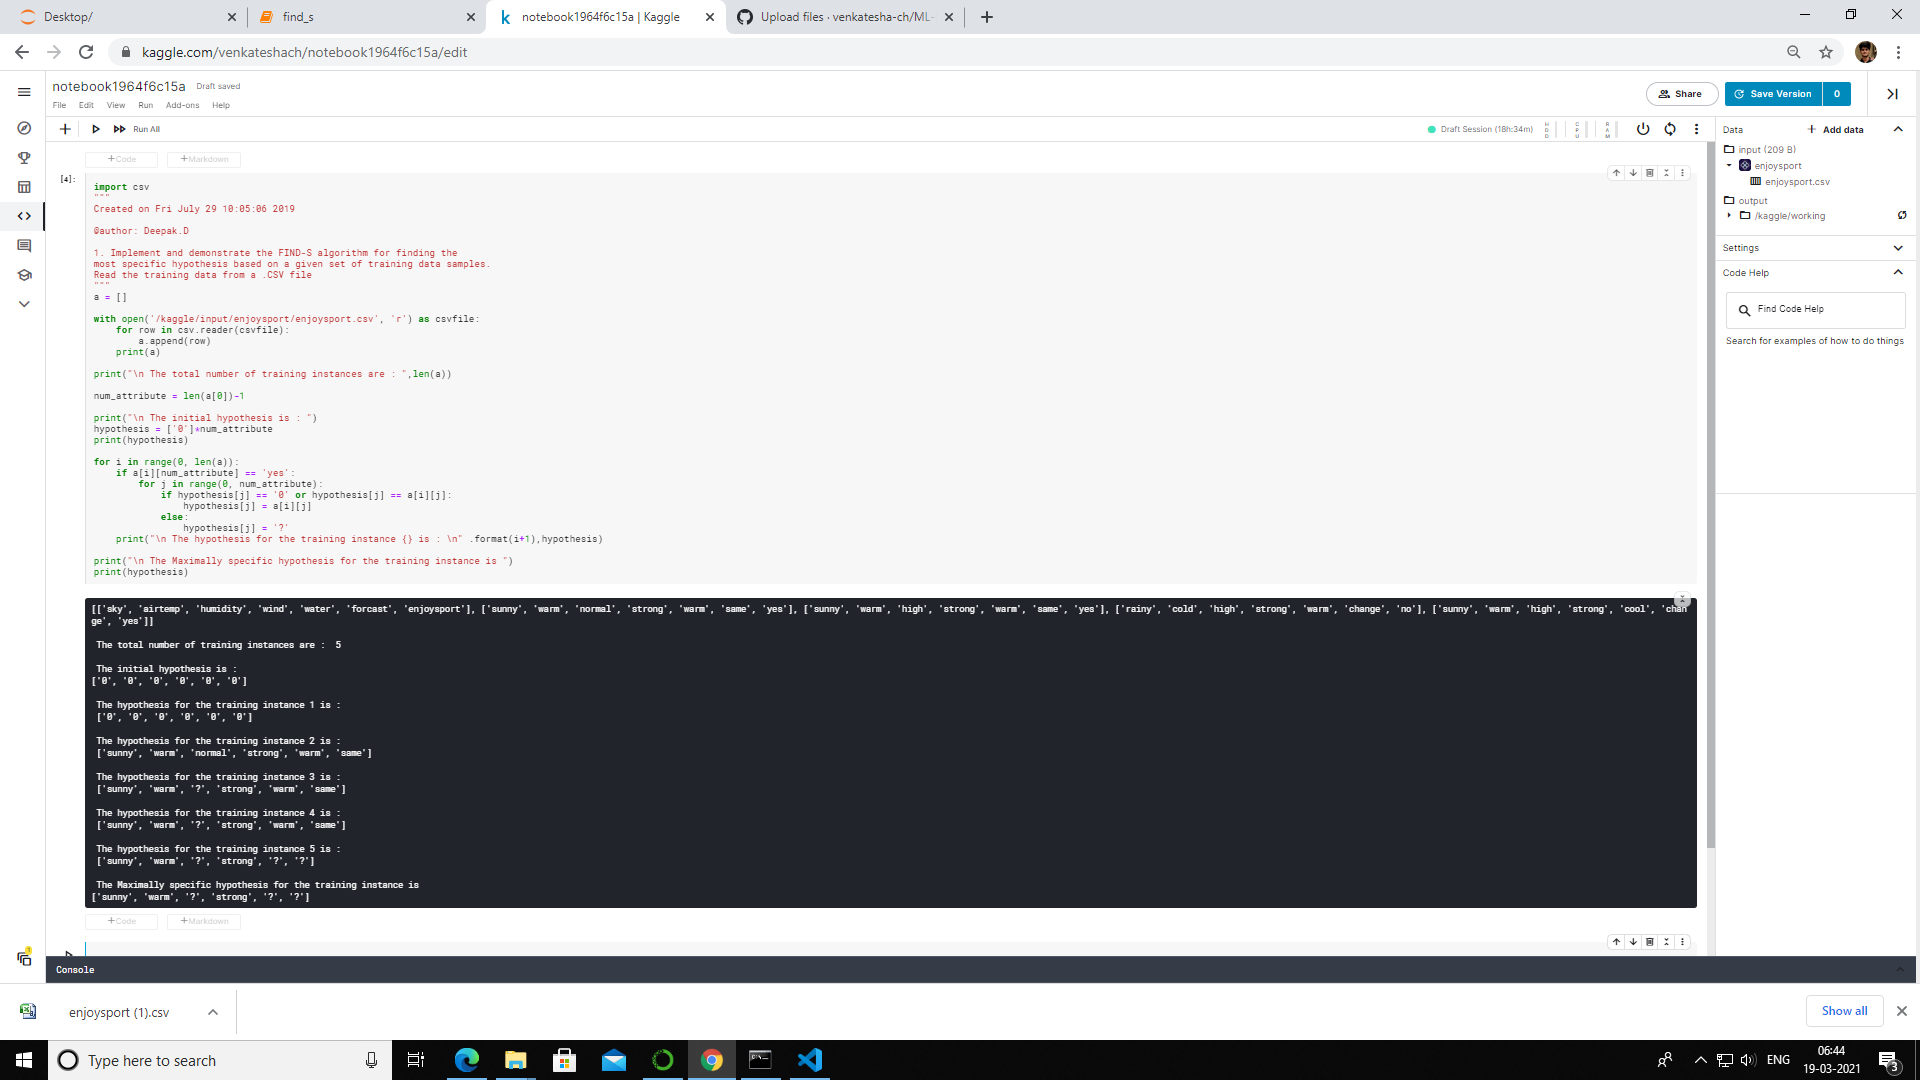 Desktop/
find_s
notebook1964f6c15a | Kaggle
Upload files · venkatesha-ch/ML-
kaggle.com/venkateshach/notebook1964f6c15a/edit
notebook1964f6c15a Draft saved
File Edit View Run Add-ons Help
Share
Save Version 0
Run All
Draft Session (18h:34m)
HDD
CPU
RAM
+Code +Markdown
[4]:
import csv
"""
Created on Fri July 29 10:05:06 2019
@author: Deepak.D
1. Implement and demonstrate the FIND-S algorithm for finding the
most specific hypothesis based on a given set of training data samples.
Read the training data from a .CSV file
"""
a = []
with open('/kaggle/input/enjoysport/enjoysport.csv', 'r') as csvfile:
    for row in csv.reader(csvfile):
        a.append(row)
    print(a)
print("\n The total number of training instances are : ",len(a))
num_attribute = len(a[0])-1
print("\n The initial hypothesis is : ")
hypothesis = ['0']*num_attribute
print(hypothesis)
for i in range(0, len(a)):
    if a[i][num_attribute] == 'yes':
        for j in range(0, num_attribute):
            if hypothesis[j] == '0' or hypothesis[j] == a[i][j]:
                hypothesis[j] = a[i][j]
            else:
                hypothesis[j] = '?'
    print("\n The hypothesis for the training instance {} is : \n" .format(i+1),hypothesis)
print("\n The Maximally specific hypothesis for the training instance is ")
print(hypothesis)
[['sky', 'airtemp', 'humidity', 'wind', 'water', 'forcast', 'enjoysport'], ['sunny', 'warm', 'normal', 'strong', 'warm', 'same', 'yes'], ['sunny', 'warm', 'high', 'strong', 'warm', 'same', 'yes'], ['rainy', 'cold', 'high', 'strong', 'warm', 'change', 'no'], ['sunny', 'warm', 'high', 'strong', 'cool', 'chan
ge', 'yes']]
The total number of training instances are :  5
The initial hypothesis is :
['0', '0', '0', '0', '0', '0']
The hypothesis for the training instance 1 is :
['0', '0', '0', '0', '0', '0']
The hypothesis for the training instance 2 is :
['sunny', 'warm', 'normal', 'strong', 'warm', 'same']
The hypothesis for the training instance 3 is :
['sunny', 'warm', '?', 'strong', 'warm', 'same']
The hypothesis for the training instance 4 is :
['sunny', 'warm', '?', 'strong', 'warm', 'same']
The hypothesis for the training instance 5 is :
['sunny', 'warm', '?', 'strong', '?', '?']
The Maximally specific hypothesis for the training instance is
['sunny', 'warm', '?', 'strong', '?', '?']
+Code +Markdown
Console
Data
+ Add data
input (209 B)
enjoysport
enjoysport.csv
output
/kaggle/working
Settings
Code Help
Find Code Help
Search for examples of how to do things
enjoysport (1).csv
Show all
Type here to search
ENG
06:44
19-03-2021
3